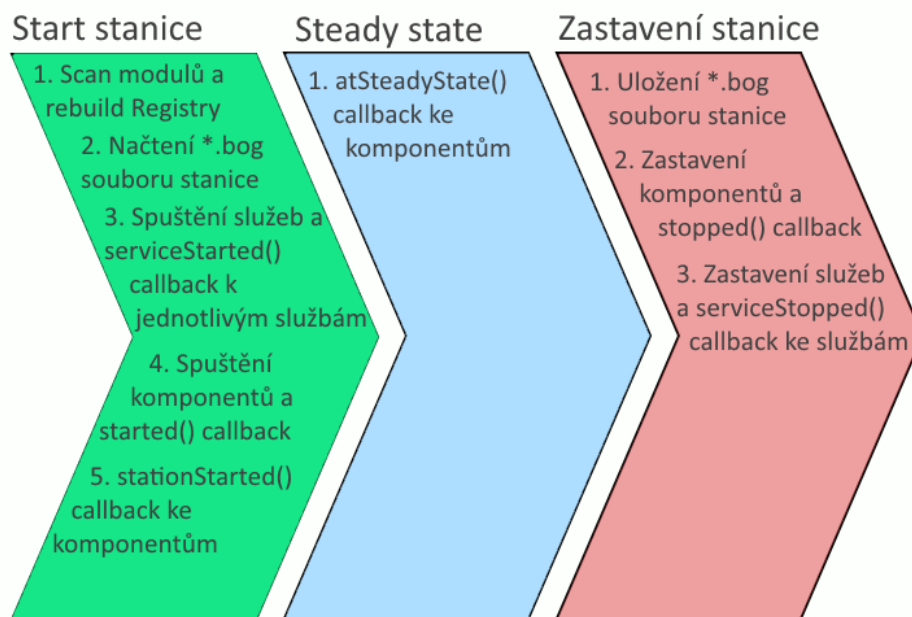 Start stanice
1. Scan modulů a
rebuild Registry
2. Načtení *.bog
souboru stanice
3. Spuštění služeb a
serviceStarted()
callback k
jednotlivým službám
4. Spuštění
komponentů a
started() callback
5. stationStarted()
callback ke
komponentům
Steady state
1. atSteadyState()
callback ke
komponentům
Zastavení stanice
1. Uložení *.bog
souboru stanice
2. Zastavení
komponentů a
stopped() callback
3. Zastavení služeb
a serviceStopped()
callback ke službám